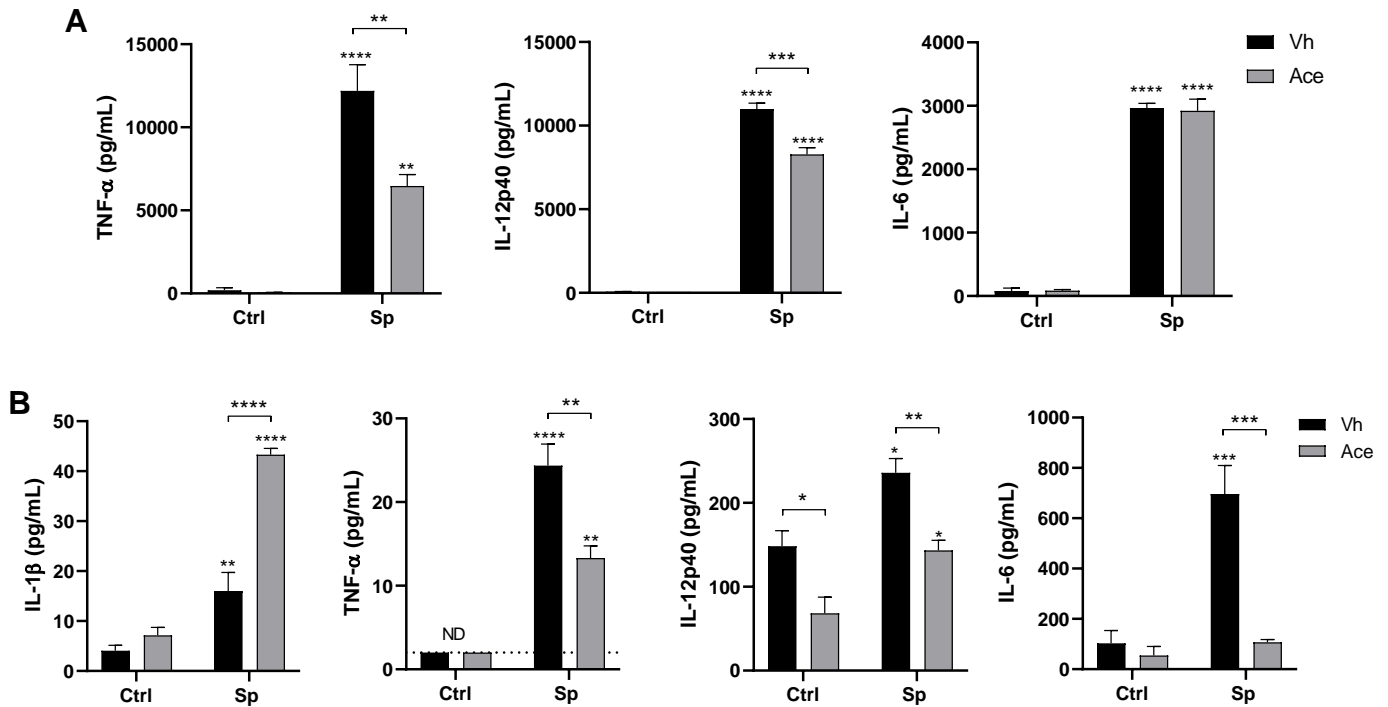 A
TNF-α (pg/mL)
15000
10000
5000
0
**
****
**
Ctrl
Sp
IL-12p40 (pg/mL)
15000
10000
5000
0
***
****
****
Ctrl
Sp
IL-6 (pg/mL)
4000
3000
2000
1000
0
****
****
Ctrl
Sp
Vh
Ace
B
IL-1β (pg/mL)
50
40
30
20
10
0
****
****
**
Ctrl
Sp
TNF-α (pg/mL)
30
20
10
0
**
****
**
ND
Ctrl
Sp
IL-12p40 (pg/mL)
300
200
100
0
**
*
*
*
Ctrl
Sp
IL-6 (pg/mL)
1000
800
600
400
200
0
***
***
Ctrl
Sp
Vh
Ace